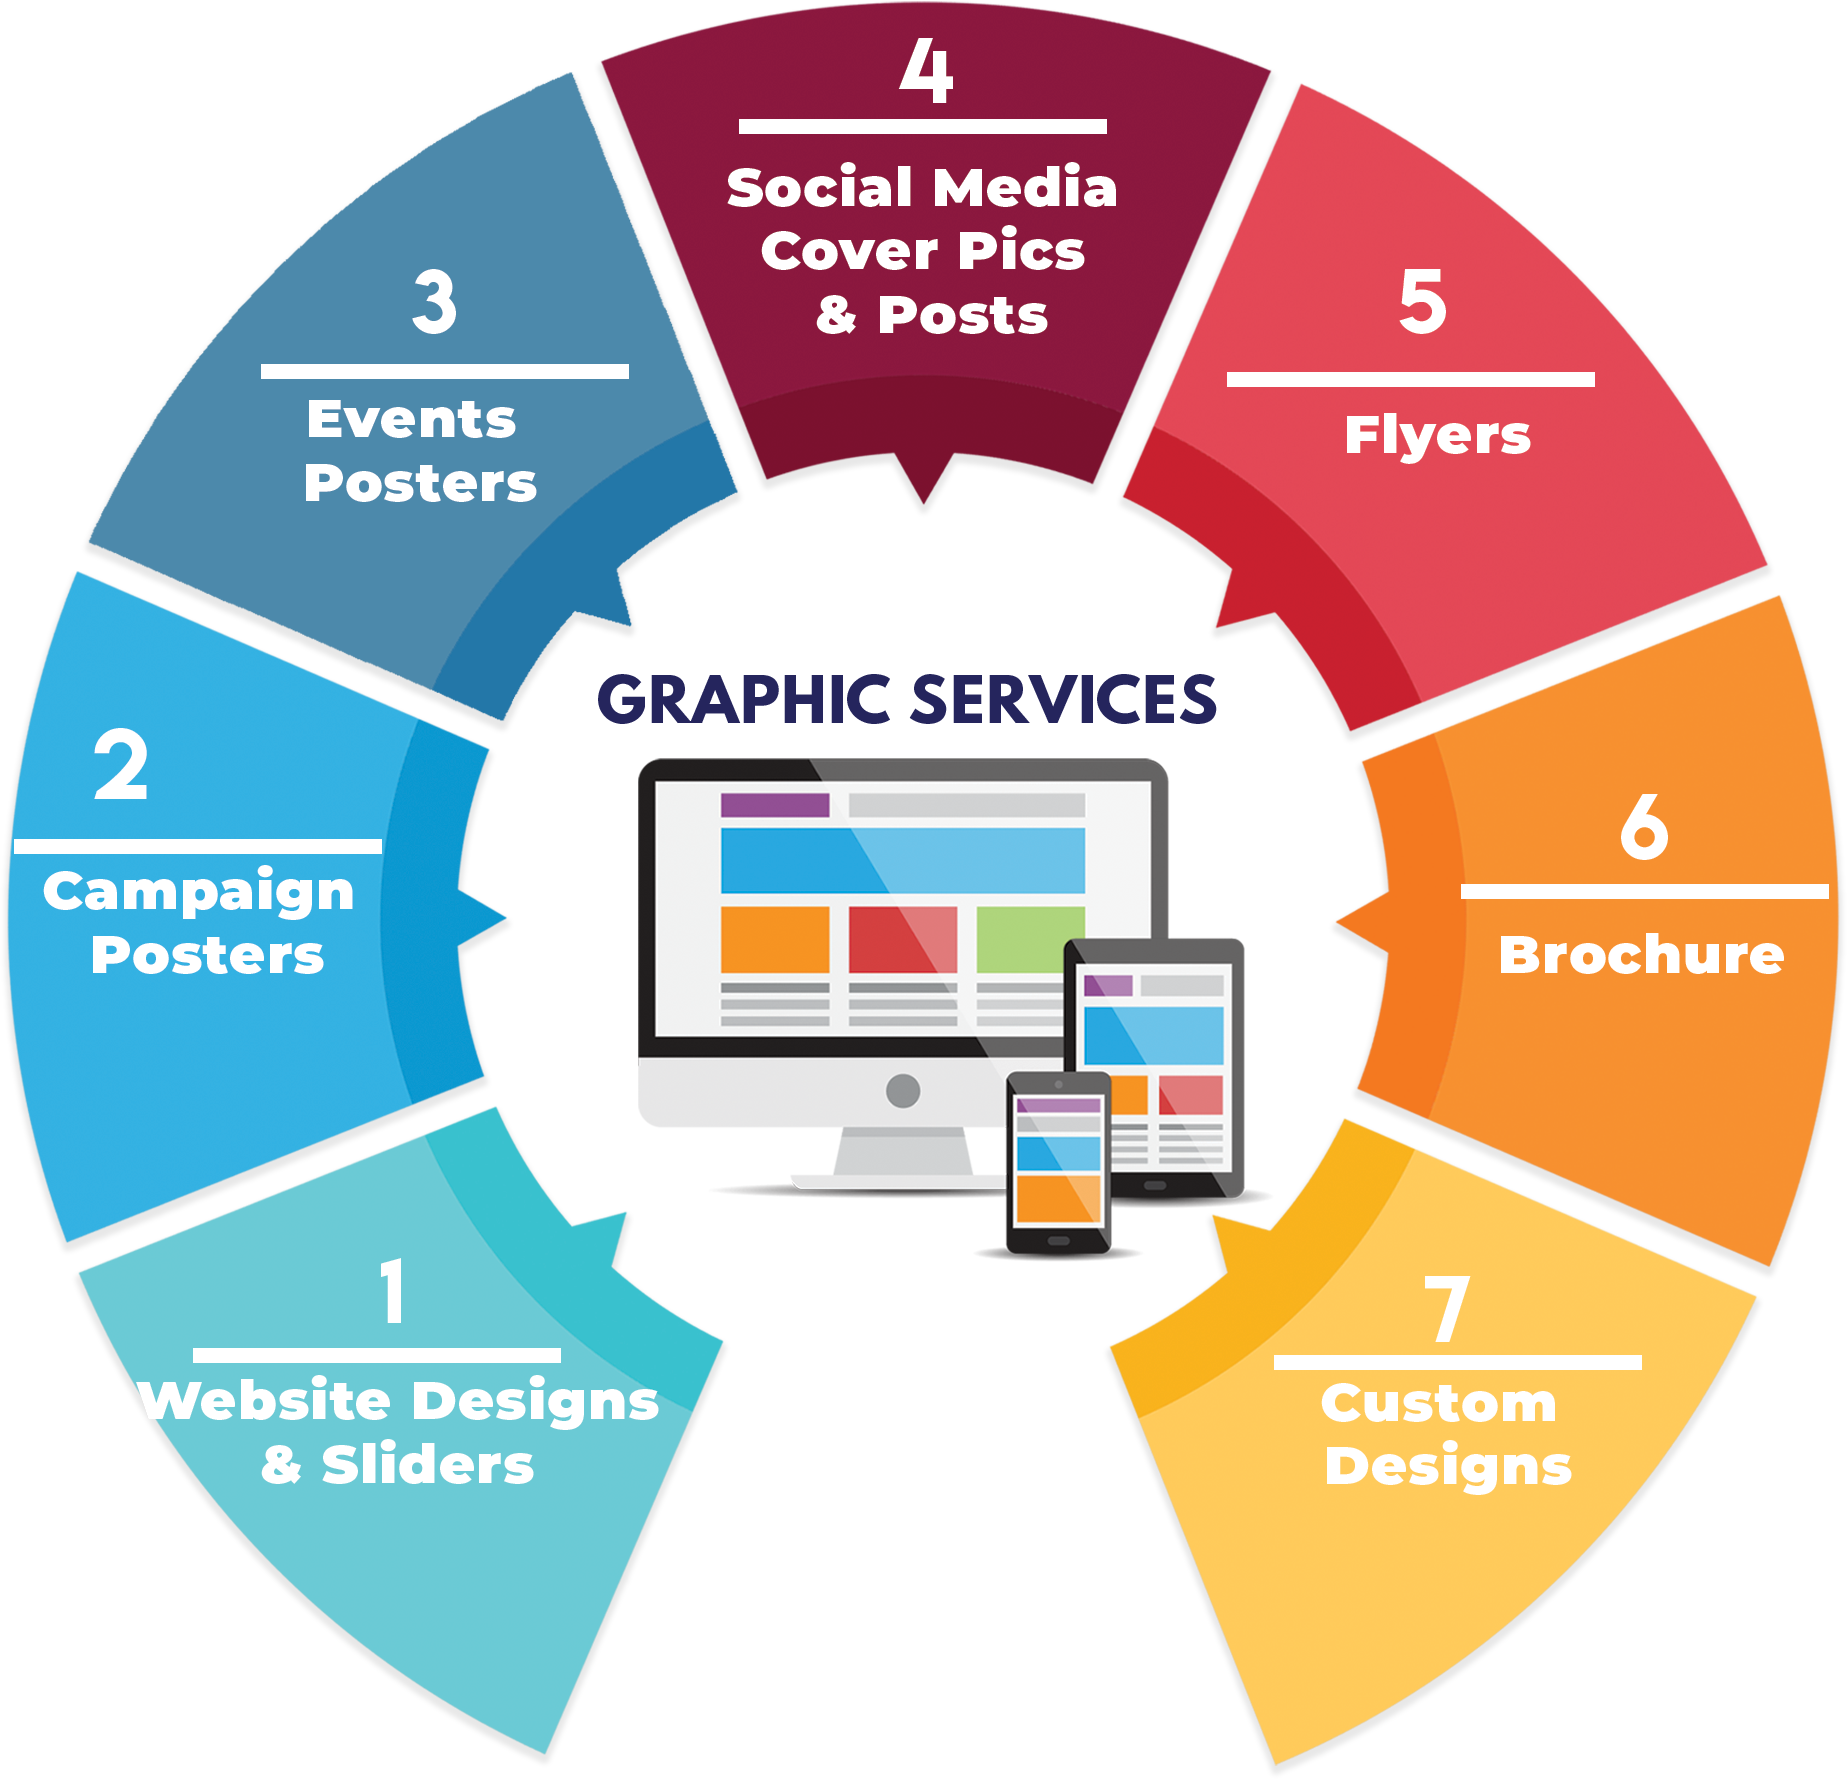 GRAPHIC SERVICES
1
Website Designs
& Sliders
2
Campaign
Posters
3
Events
Posters
4
Social Media
Cover Pics
& Posts
5
Flyers
6
Brochure
7
Custom
Designs